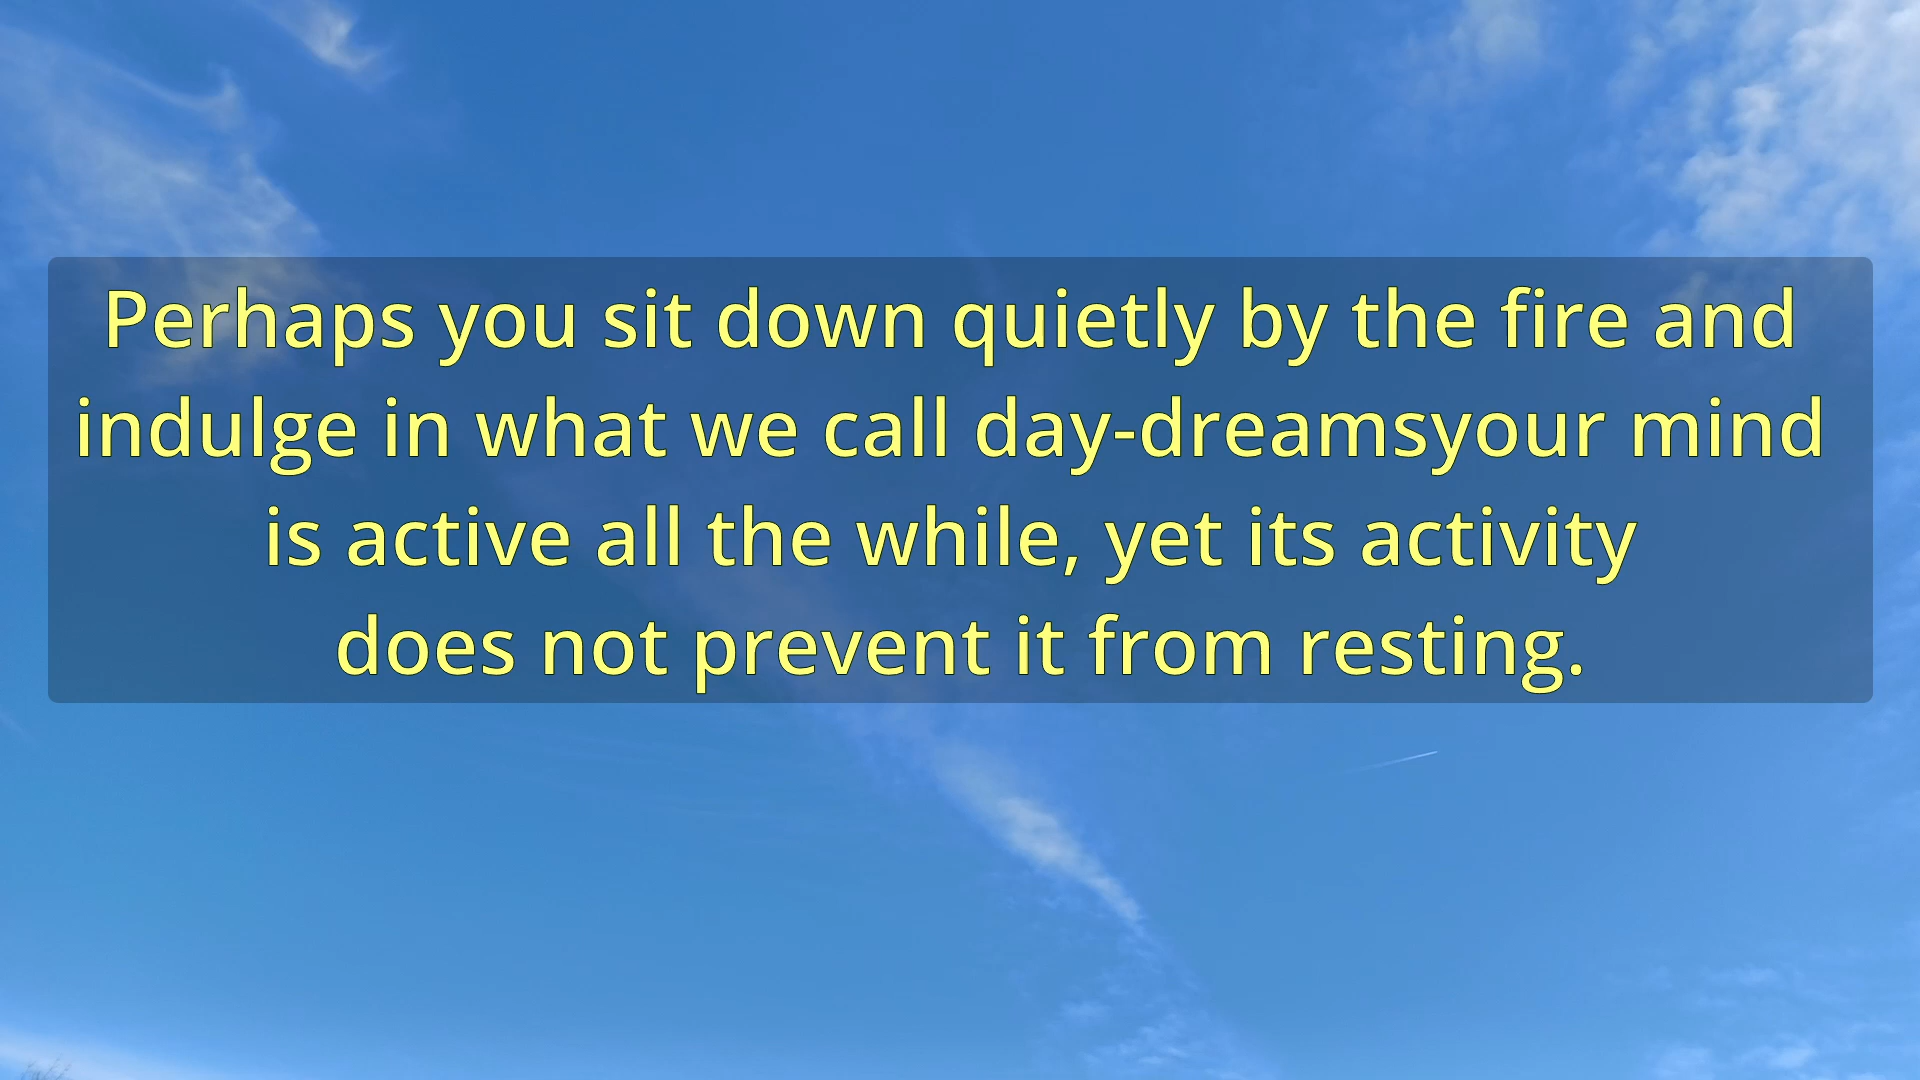 Perhaps you sit down quietly by the fire and
indulge in what we call day-dreamsyour mind
is active all the while, yet its activity
does not prevent it from resting.